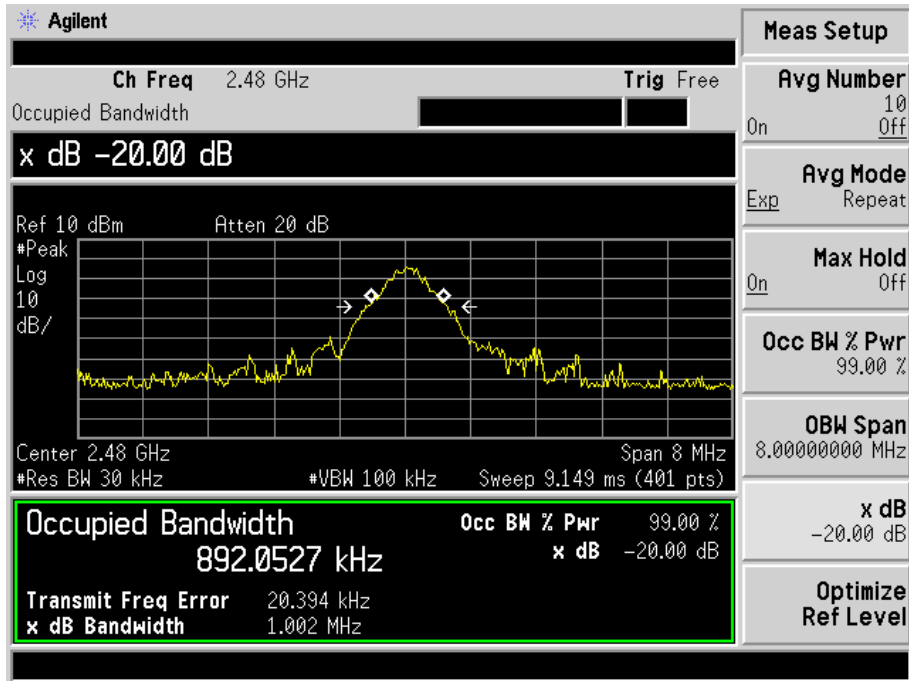 Agilent
Meas Setup
Ch Freq 2.48 GHz Trig Free
Occupied Bandwidth
x dB -20.00 dB
Ref 10 dBm Atten 20 dB
#Peak
Log
10
dB/
Center 2.48 GHz Span 8 MHz
#Res BW 30 kHz #VBW 100 kHz Sweep 9.149 ms (401 pts)
Occupied Bandwidth
892.0527 kHz
Occ BW % Pwr 99.00 %
x dB -20.00 dB
Transmit Freq Error 20.394 kHz
x dB Bandwidth 1.002 MHz
Avg Number
10
On Off
Avg Mode
Exp Repeat
Max Hold
On Off
Occ BW % Pwr
99.00 %
OBW Span
8.00000000 MHz
x dB
-20.00 dB
Optimize
Ref Level